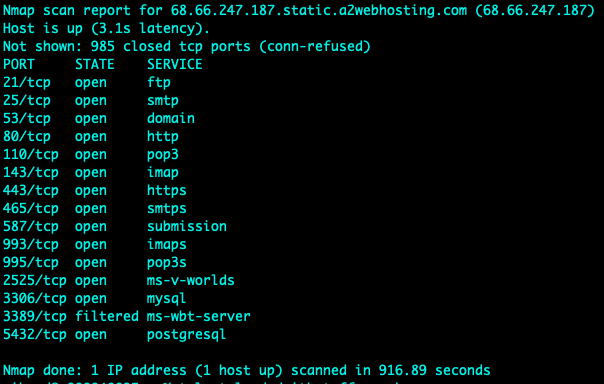 Nmap scan report for 68.66.247.187.static.a2webhosting.com (68.66.247.187)
Host is up (3.1s latency).
Not shown: 985 closed tcp ports (conn-refused)
PORT     STATE    SERVICE
21/tcp   open     ftp
25/tcp   open     smtp
53/tcp   open     domain
80/tcp   open     http
110/tcp  open     pop3
143/tcp  open     imap
443/tcp  open     https
465/tcp  open     smtps
587/tcp  open     submission
993/tcp  open     imaps
995/tcp  open     pop3s
2525/tcp open     ms-v-worlds
3306/tcp open     mysql
3389/tcp filtered ms-wbt-server
5432/tcp open     postgresql
Nmap done: 1 IP address (1 host up) scanned in 916.89 seconds